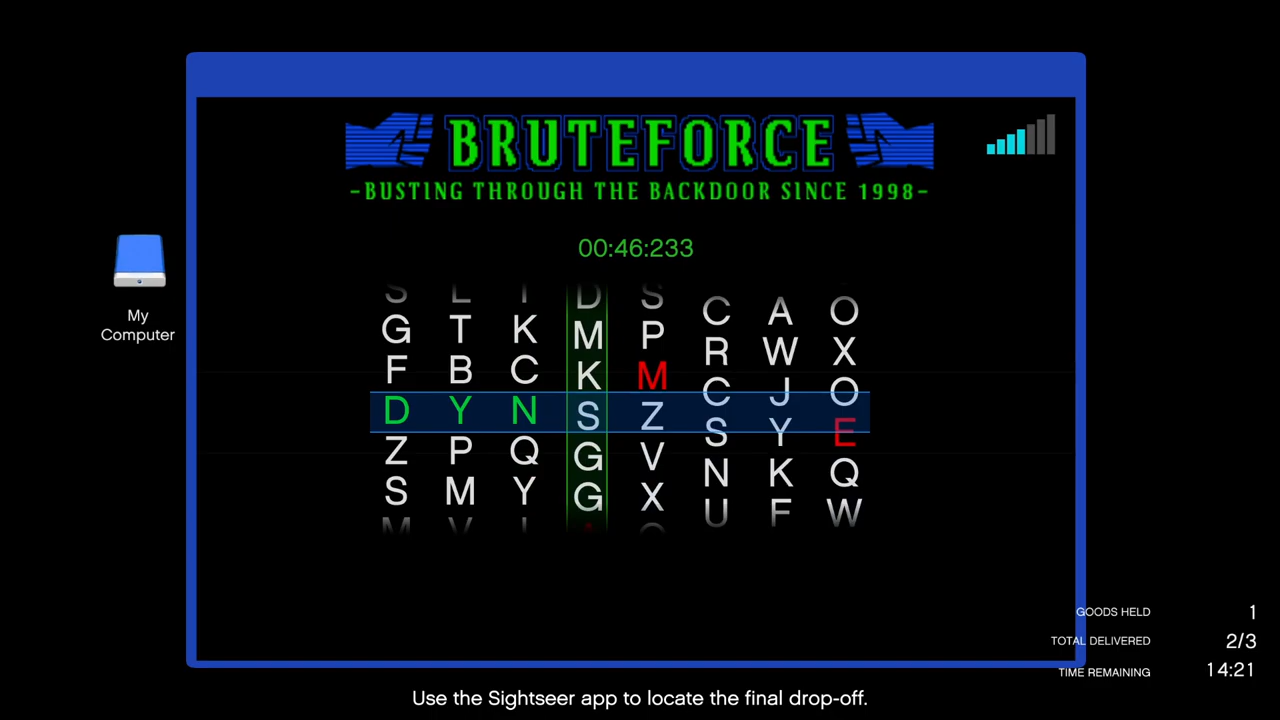 BRUTEFORCE
-BUSTING THROUGH THE BACKDOOR SINCE 1998-
00:46:233
My
Computer
S L I D S C A O
G T K M P R W X
F B C K M C J O
D Y N S Z S Y E
Z P Q G V N K Q
S M Y G X U F W
GOODS HELD 1
TOTAL DELIVERED 2/3
TIME REMAINING 14:21
Use the Sightseer app to locate the final drop-off.